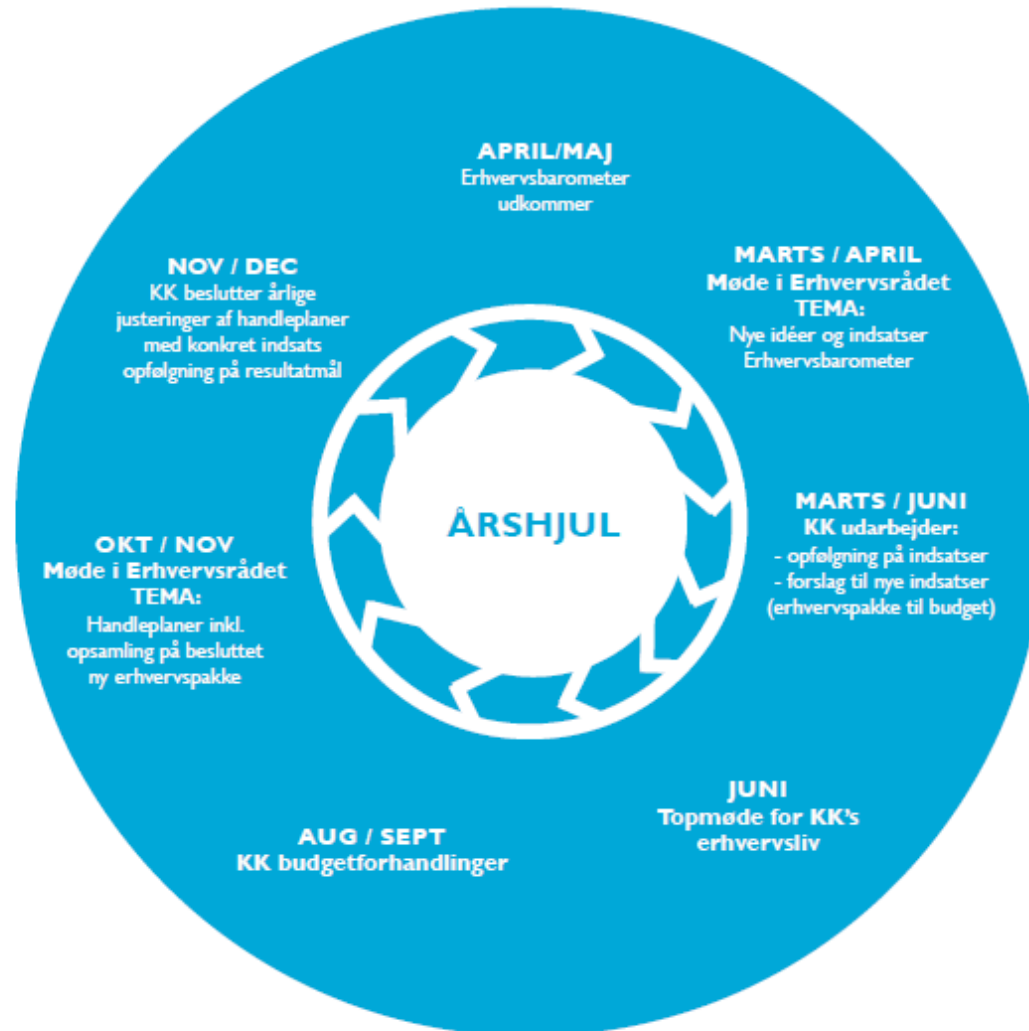 APRIL/MAJ
Erhvervsbarometer
udkommer
MARTS / APRIL
Møde i Erhvervsrådet
TEMA:
Nye idéer og indsatser
Erhvervsbarometer
MARTS / JUNI
KK udarbejder:
- opfølgning på indsatser
- forslag til nye indsatser
(erhvervspakke til budget)
JUNI
Topmøde for KK's
erhvervsliv
AUG / SEPT
KK budgetforhandlinger
OKT / NOV
Møde i Erhvervsrådet
TEMA:
Handleplaner inkl.
opsamling på besluttet
ny erhvervspakke
NOV / DEC
KK beslutter årlige
justeringer af handleplaner
med konkret indsats
opfølgning på resultatmål
ÅRSHJUL